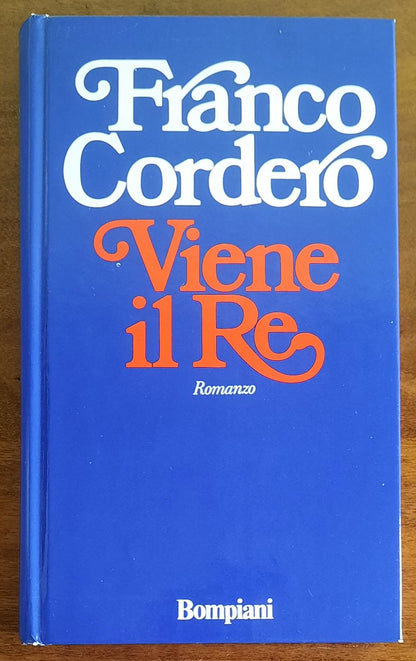 Franco
Cordero
Viene
il Re
Romanzo
Bompiani